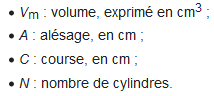 • Vm : volume, exprimé en cm3 ;
• A : alésage, en cm ;
• C : course, en cm ;
• N : nombre de cylindres.